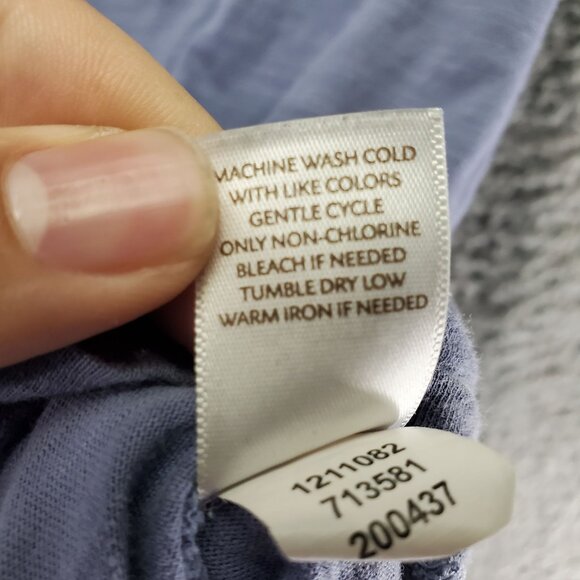 MACHINE WASH COLD
WITH LIKE COLORS
GENTLE CYCLE
ONLY NON-CHLORINE
BLEACH IF NEEDED
TUMBLE DRY LOW
WARM IRON IF NEEDED
1211082
713581
200437